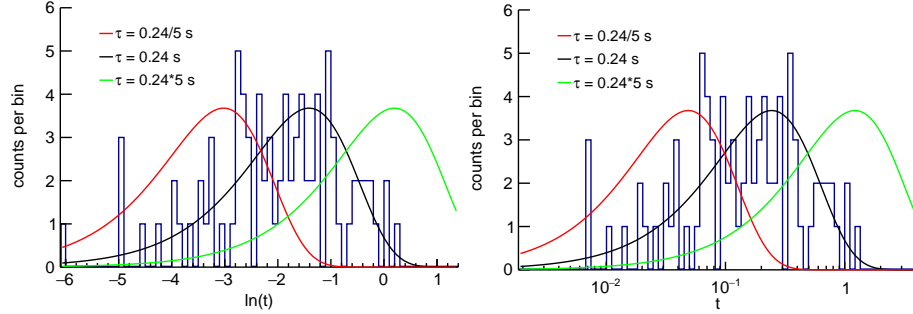 6
5
4
3
2
1
0
counts per bin
τ = 0.24/5 s
τ = 0.24 s
τ = 0.24*5 s
−6 −5 −4 −3 −2 −1 0 1
ln(t)
6
5
4
3
2
1
0
counts per bin
τ = 0.24/5 s
τ = 0.24 s
τ = 0.24*5 s
10−2 10−1 1
t